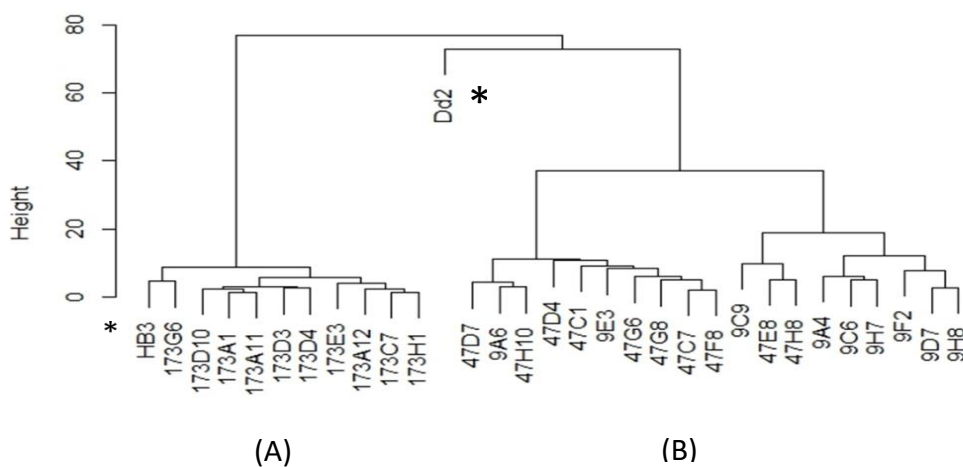 80
60
40
20
0
Height
Dd2 *
*
HB3
173G6
173D10
173A1
173A11
173D3
173D4
173E3
173A12
173C7
173H1
47D7
9A6
47H10
47D4
47C1
9E3
47G6
47G8
47C7
47F8
9C9
47E8
47H8
9A4
9C6
9H7
9F2
9D7
9H8
(A)
(B)